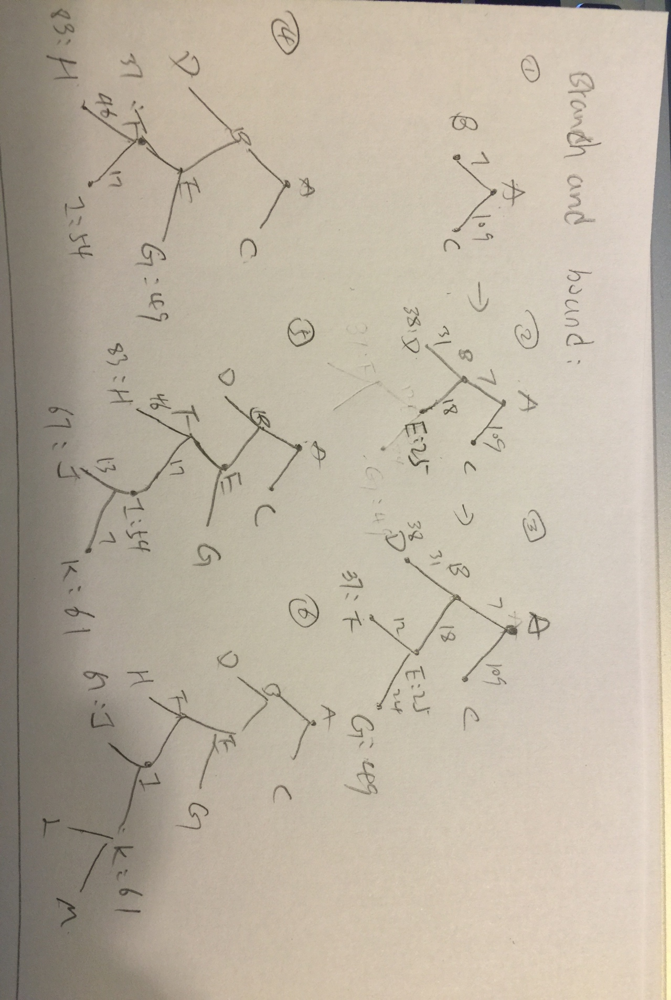 Branch and bound:
① ② ③
A
7 109
B C
→
A
7 109
B C
31 18
38:D E:25
→
A
7 109
B C
31 18
38 D E:25
12 24
37:F G:49
④ ⑤ ⑥
A
B C
D E
37:F G:49
46 17
83:H I:54
A
B C
D E
F G
46 17
83:H I:54
13 7
67:J K:61
A
B C
D E
F G
H I
67:J K:61
L M